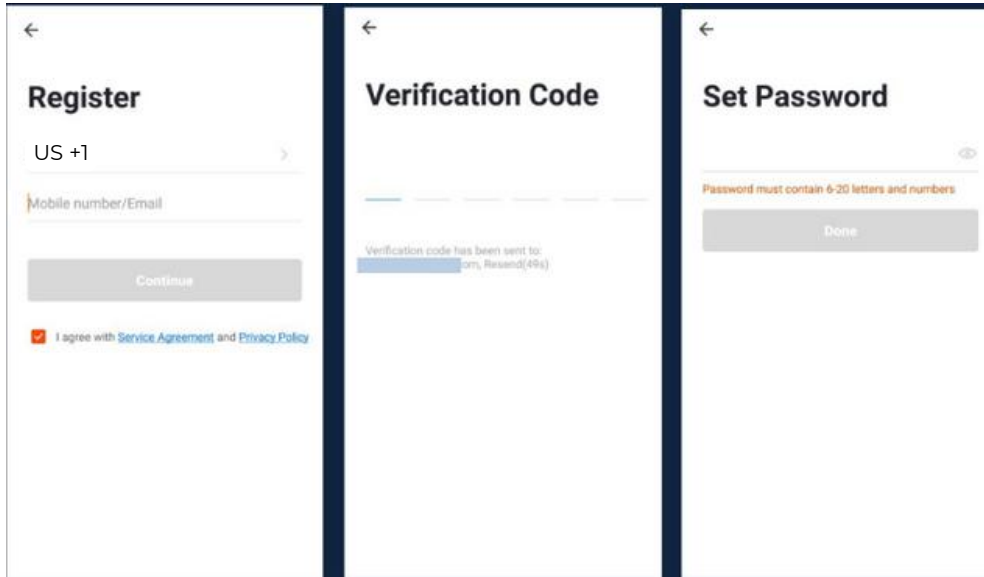 Register
US +1
Mobile number/Email
Continue
I agree with Service Agreement and Privacy Policy
Verification Code
Verification code has been sent to:
om, Resend(49s)
Set Password
Password must contain 6-20 letters and numbers
Done